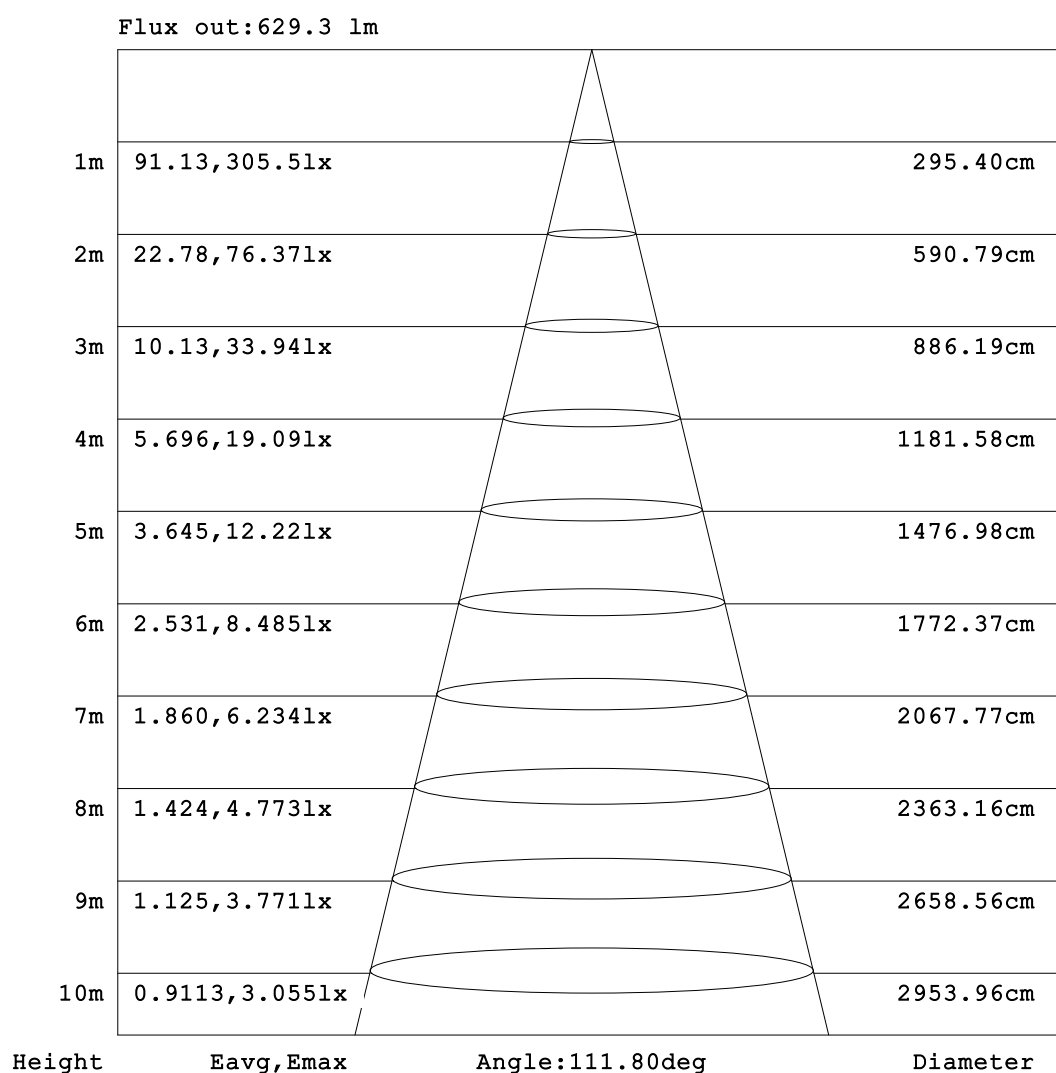 Flux out:629.3 lm
1m 91.13,305.5lx 295.40cm
2m 22.78,76.37lx 590.79cm
3m 10.13,33.94lx 886.19cm
4m 5.696,19.09lx 1181.58cm
5m 3.645,12.22lx 1476.98cm
6m 2.531,8.485lx 1772.37cm
7m 1.860,6.234lx 2067.77cm
8m 1.424,4.773lx 2363.16cm
9m 1.125,3.771lx 2658.56cm
10m 0.9113,3.055lx 2953.96cm
Height Eavg,Emax Angle:111.80deg Diameter